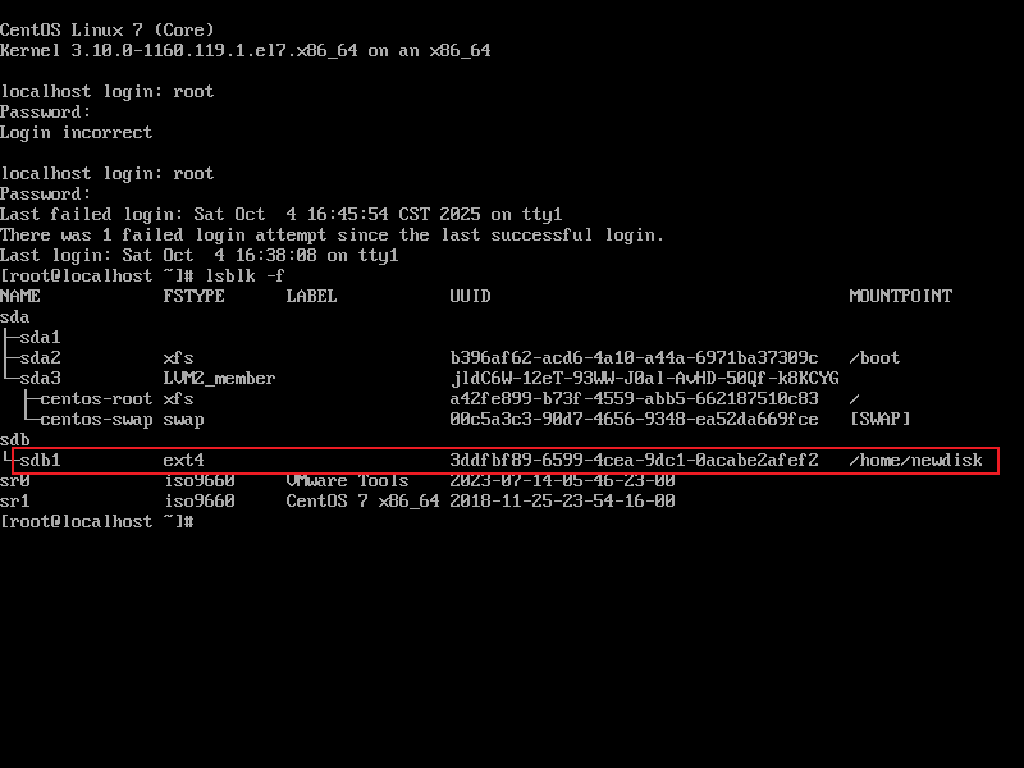 CentOS Linux 7 (Core)
Kernel 3.10.0-1160.119.1.el7.x86_64 on an x86_64
localhost login: root
Password:
Login incorrect
localhost login: root
Password:
Last failed login: Sat Oct  4 16:45:54 CST 2025 on tty1
There was 1 failed login attempt since the last successful login.
Last login: Sat Oct  4 16:38:08 on tty1
[root@localhost ~]# lsblk -f
NAME            FSTYPE      LABEL           UUID                                   MOUNTPOINT
sda
├─sda1
├─sda2          xfs                         b396af62-acd6-4a10-a44a-6971ba37309c   /boot
└─sda3          LVM2_member                 jldC6W-12eT-93WW-J0al-AvHD-50Qf-k8KCYG
  ├─centos-root xfs                         a42fe899-b73f-4559-abb5-662187510c83   /
  └─centos-swap swap                        00c5a3c3-90d7-4656-9348-ea52da669fce   [SWAP]
sdb
└─sdb1          ext4                        3ddfbf89-6599-4cea-9dc1-0acabe2afef2   /home/newdisk
sr0             iso9660     VMware Tools    2023-07-14-05-46-23-00
sr1             iso9660     CentOS 7 x86_64 2018-11-25-23-54-16-00
[root@localhost ~]#